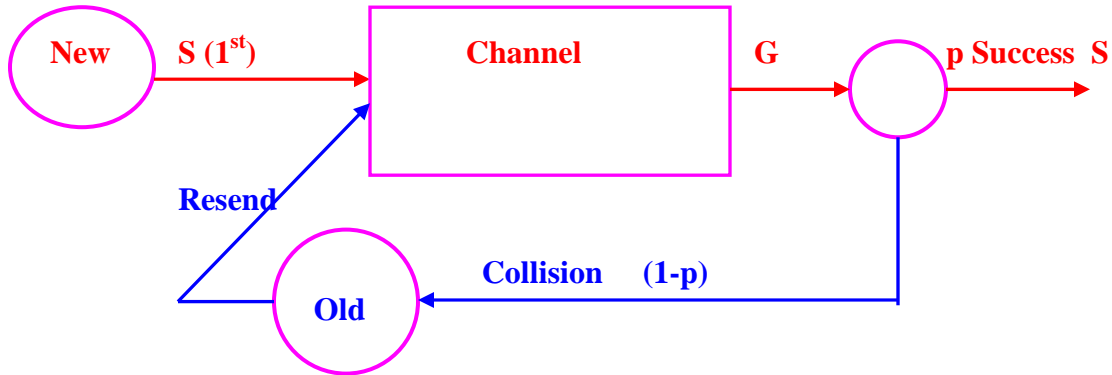 New S (1st) Channel G p Success S
Resend
Collision (1-p)
Old